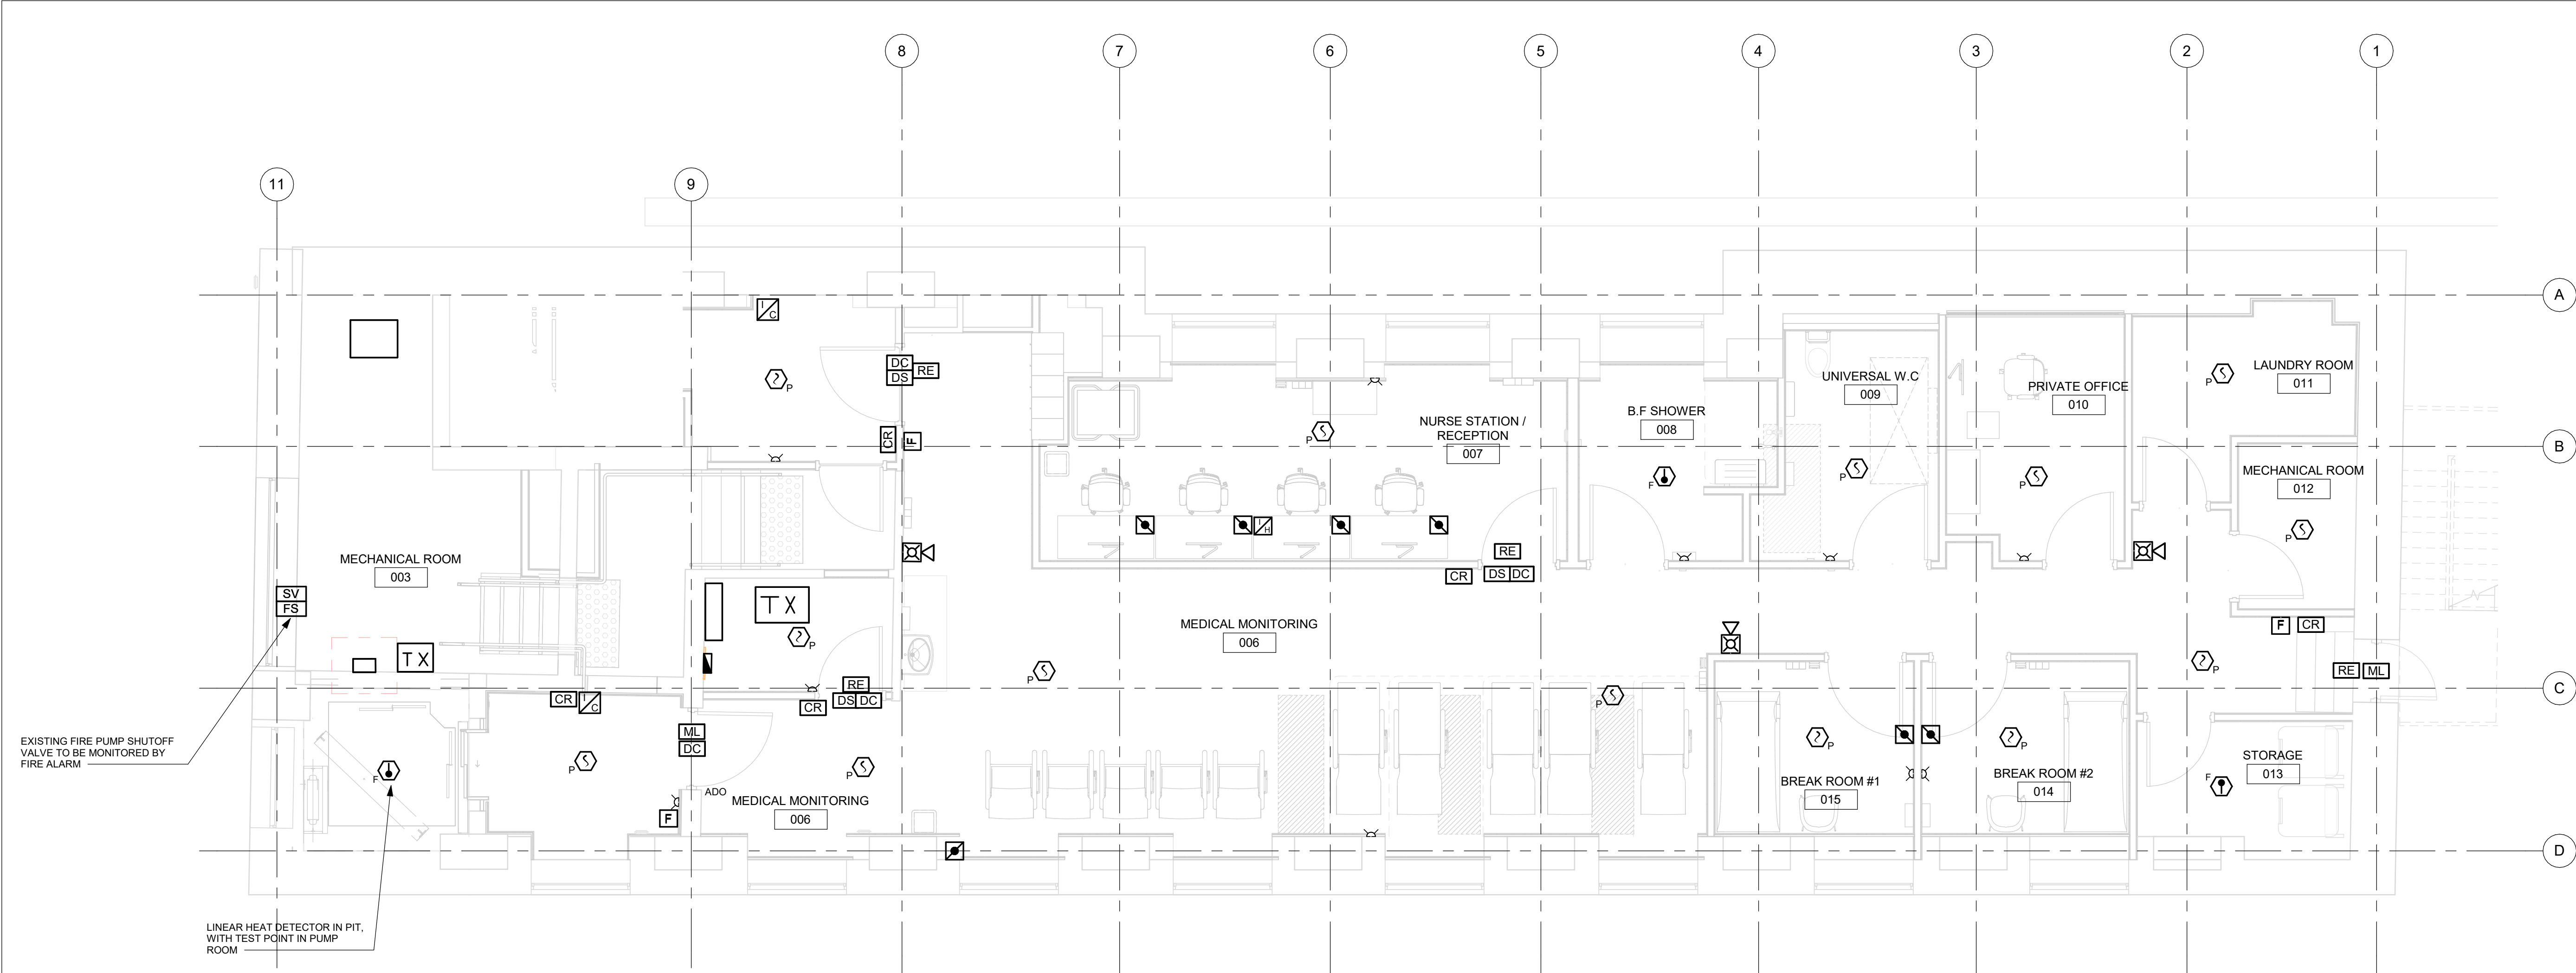 8
7
6
5
4
3
2
1
11
9
A
I
C
LAUNDRY ROOM
011
DC
DS
RE
P
P
UNIVERSAL W.C
009
PRIVATE OFFICE
010
B.F SHOWER
008
NURSE STATION /
RECEPTION
007
P
CR
F
B
MECHANICAL ROOM
012
F
P
P
P
I
H
MECHANICAL ROOM
003
RE
CR
DS
DC
SV
FS
TX
P
MEDICAL MONITORING
006
F
CR
TX
P
P
RE
ML
RE
CR
I
C
CR
DS
DC
P
C
ML
DC
EXISTING FIRE PUMP SHUTOFF
VALVE TO BE MONITORED BY
FIRE ALARM
P
P
P
P
F
F
STORAGE
013
BREAK ROOM #1
015
BREAK ROOM #2
014
ADO
MEDICAL MONITORING
006
F
D
LINEAR HEAT DETECTOR IN PIT,
WITH TEST POINT IN PUMP
ROOM